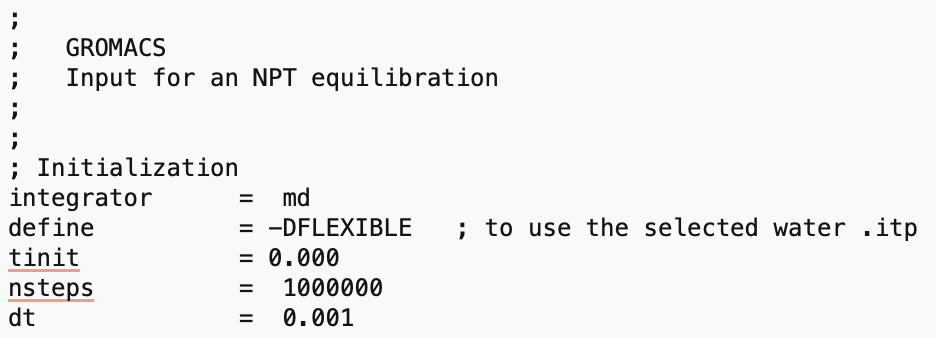 ;
;   GROMACS
;   Input for an NPT equilibration
;
;
; Initialization
integrator      =  md
define          = -DFLEXIBLE   ; to use the selected water .itp
tinit           = 0.000
nsteps          =  1000000
dt              =  0.001